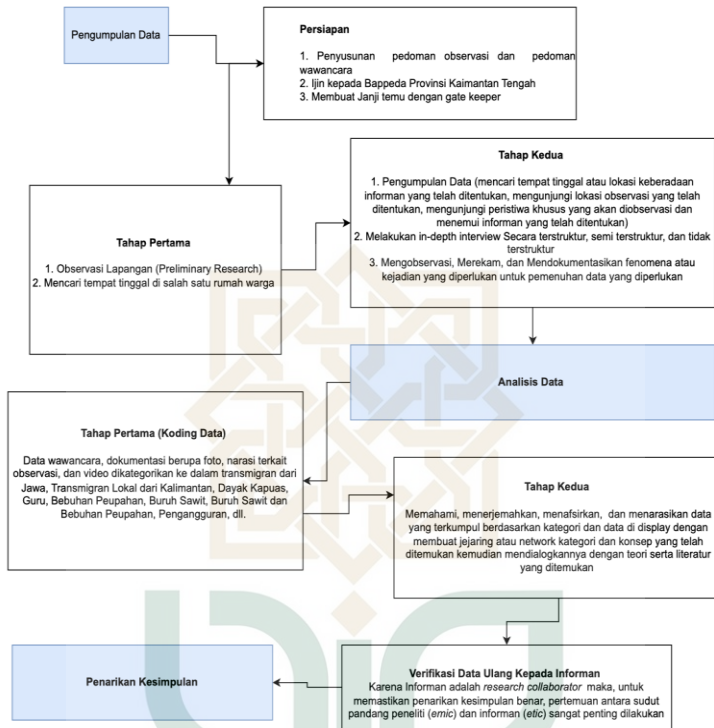 Pengumpulan Data
Persiapan
1. Penyusunan pedoman observasi dan pedoman
wawancara
2. Ijin kepada Bappeda Provinsi Kaimantan Tengah
3. Membuat Janji temu dengan gate keeper
Tahap Pertama
1. Observasi Lapangan (Preliminary Research)
2. Mencari tempat tinggal di salah satu rumah warga
Tahap Kedua
1. Pengumpulan Data (mencari tempat tinggal atau lokasi keberadaan
informan yang telah ditentukan, mengunjungi lokasi observasi yang telah
ditentukan, mengunjungi peristiwa khusus yang akan diobservasi dan
menemui informan yang telah ditentukan)
2. Melakukan in-depth interview Secara terstruktur, semi terstruktur, dan tidak
terstruktur
3. Mengobservasi, Merekam, dan Mendokumentasikan fenomena atau
kejadian yang diperlukan untuk pemenuhan data yang diperlukan
Analisis Data
Tahap Pertama (Koding Data)
Data wawancara, dokumentasi berupa foto, narasi terkait
observasi, dan video dikategorikan ke dalam transmigran dari
Jawa, Transmigran Lokal dari Kalimantan, Dayak Kapuas,
Guru, Bebuhan Peupahan, Buruh Sawit, Buruh Sawit dan
Bebuhan Peupahan, Pengangguran, dll.
Tahap Kedua
Memahami, menerjemahkan, menafsirkan, dan menarasikan data
yang terkumpul berdasarkan kategori dan data di display dengan
membuat jejaring atau network kategori dan konsep yang telah
ditemukan kemudian mendialogkannya dengan teori serta literatur
yang ditemukan
Verifikasi Data Ulang Kepada Informan
Karena Informan adalah research collaborator maka, untuk
memastikan penarikan kesimpulan benar, pertemuan antara sudut
pandang peneliti (emic) dan informan (etic) sangat penting dilakukan
Penarikan Kesimpulan